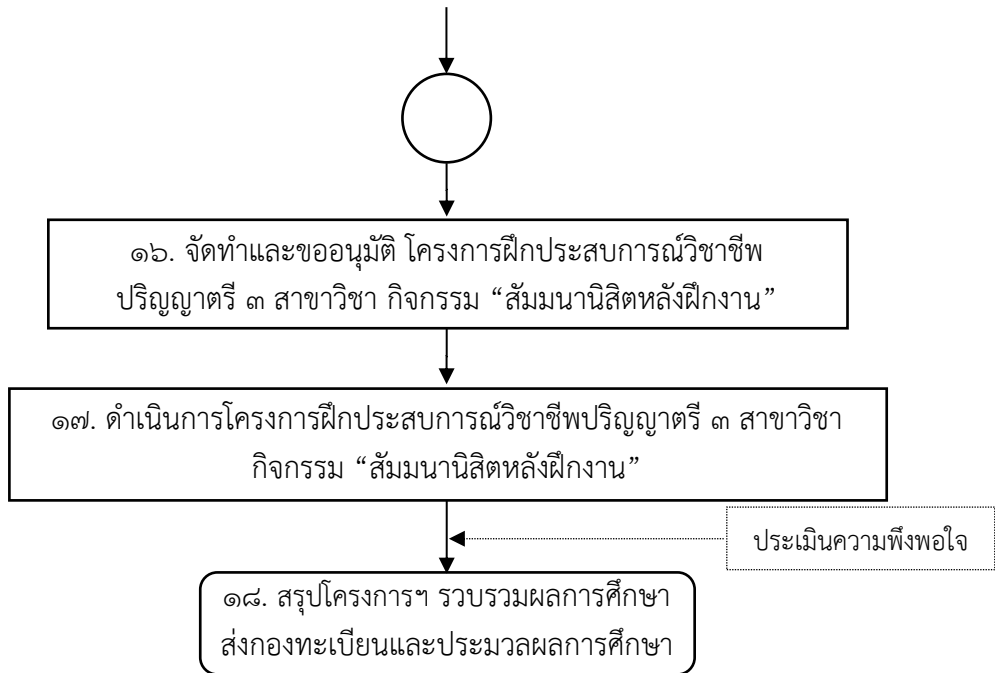 ๑๖. จัดทำและขออนุมัติ โครงการฝึกประสบการณ์วิชาชีพ
ปริญญาตรี ๓ สาขาวิชา กิจกรรม “สัมมนานิสิตหลังฝึกงาน”
๑๗. ดำเนินการโครงการฝึกประสบการณ์วิชาชีพปริญญาตรี ๓ สาขาวิชา
กิจกรรม “สัมมนานิสิตหลังฝึกงาน”
ประเมินความพึงพอใจ
๑๘. สรุปโครงการฯ รวบรวมผลการศึกษา
ส่งกองทะเบียนและประมวลผลการศึกษา